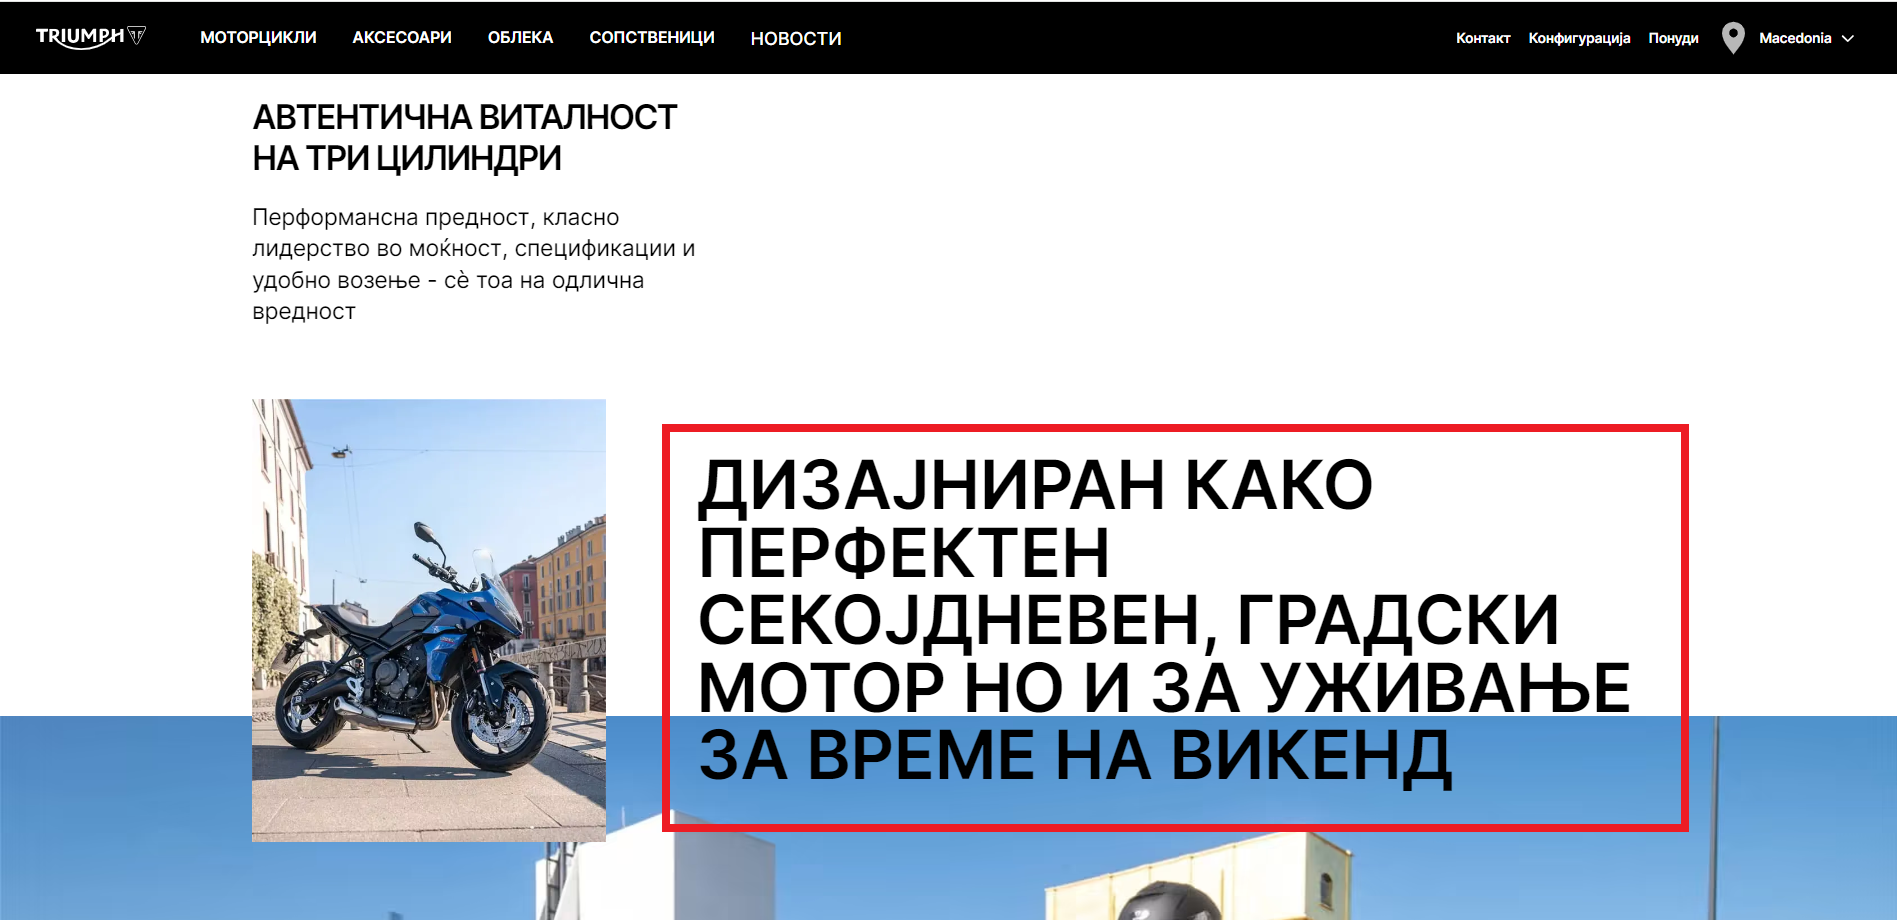 TRIUMPH МОТОРЦИКЛИ АКСЕСОАРИ ОБЛЕКА СОПСТВЕНИЦИ НОВОСТИ Контакт Конфигурација Понуди Macedonia
АВТЕНТИЧНА ВИТАЛНОСТ
НА ТРИ ЦИЛИНДРИ
Перформансна предност, класно
лидерство во моќност, спецификации и
удобно возење - сѐ тоа на одлична
вредност
ДИЗАЈНИРАН КАКО
ПЕРФЕКТЕН
СЕКОЈДНЕВЕН, ГРАДСКИ
МОТОР НО И ЗА УЖИВАЊЕ
ЗА ВРЕМЕ НА ВИКЕНД